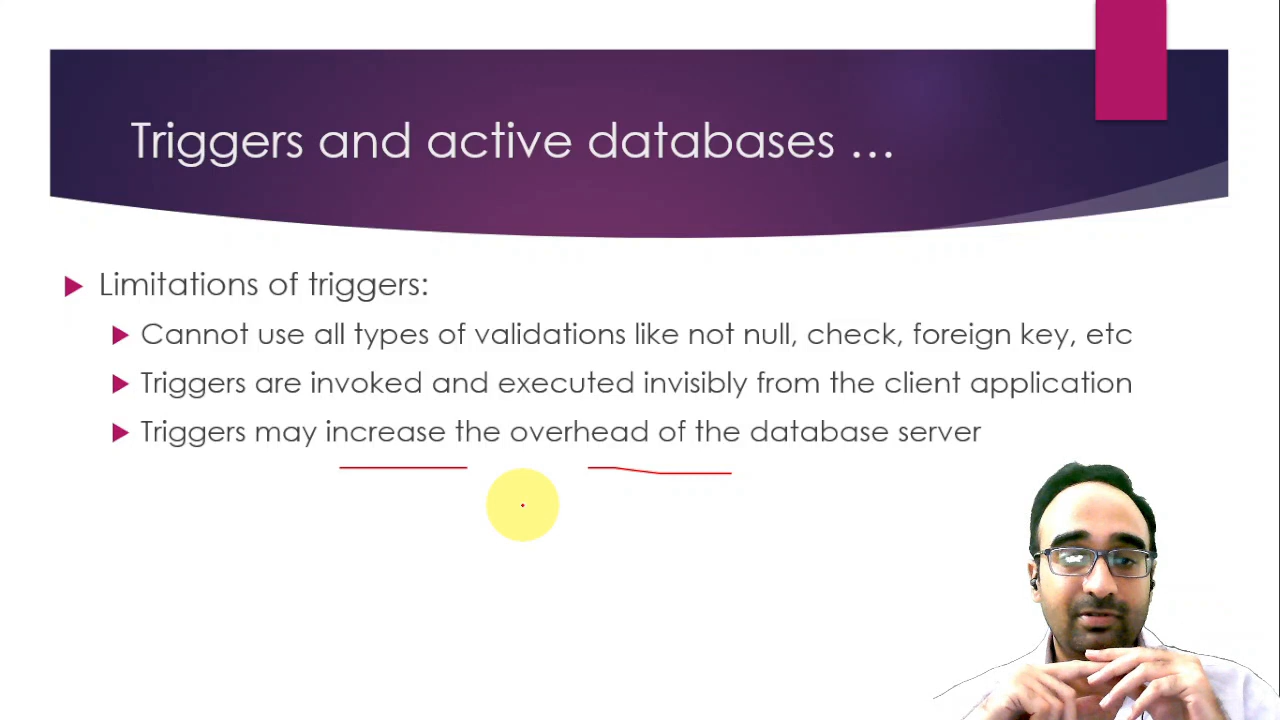 Triggers and active databases ...
Limitations of triggers:
Cannot use all types of validations like not null, check, foreign key, etc
Triggers are invoked and executed invisibly from the client application
Triggers may increase the overhead of the database server